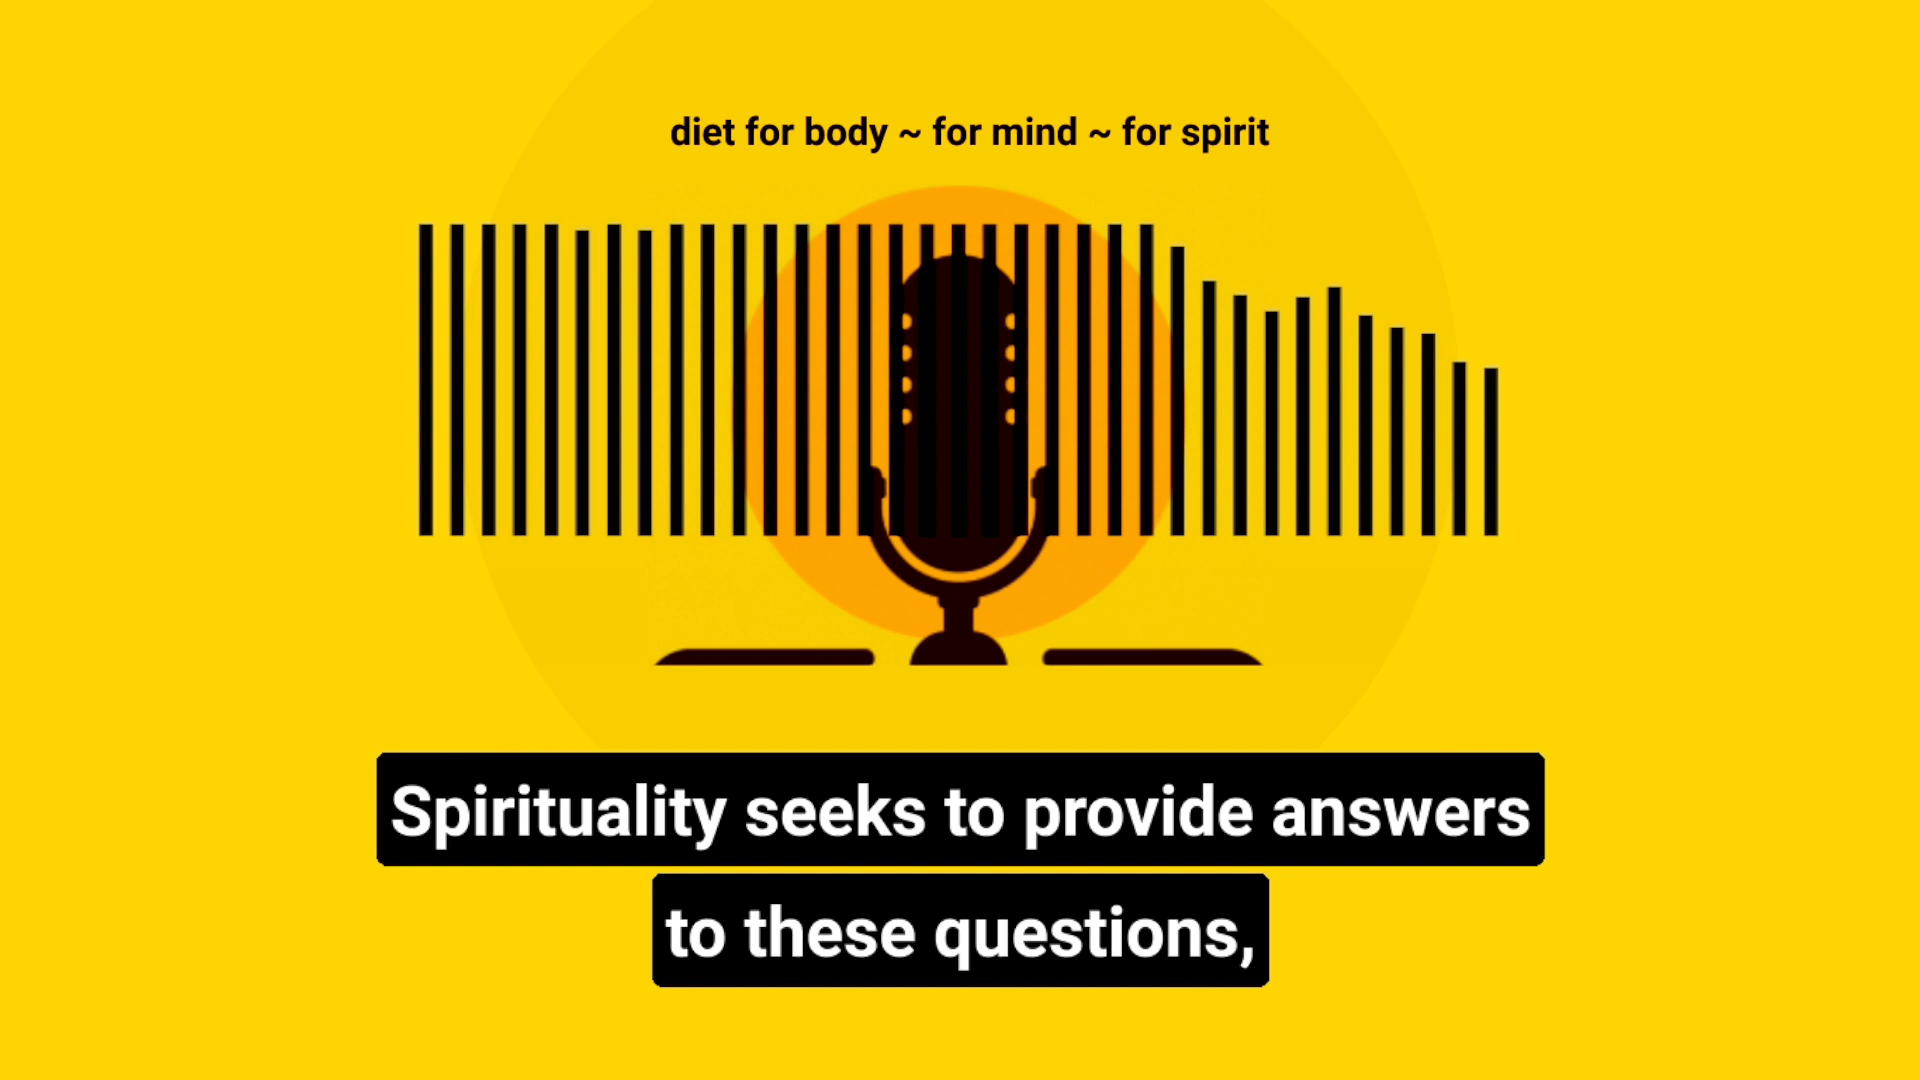 diet for body ~ for mind ~ for spirit
Spirituality seeks to provide answers
to these questions,